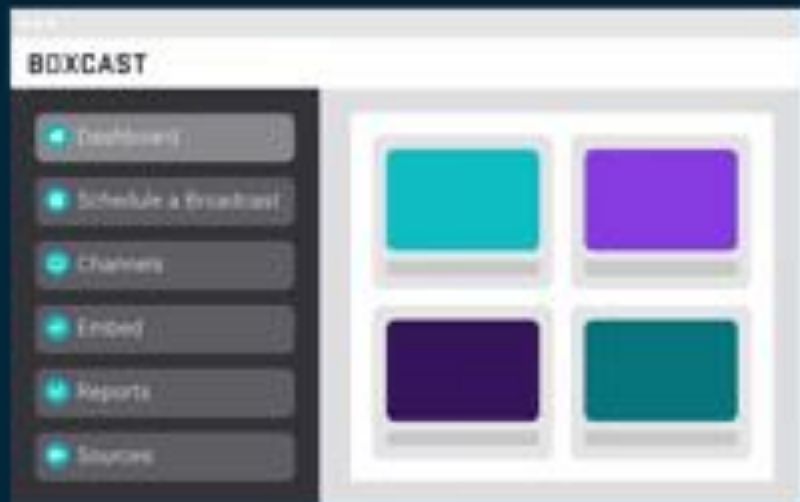 BOXCAST
Dashboard
Schedule a Broadcast
Channels
Embed
Reports
Sources